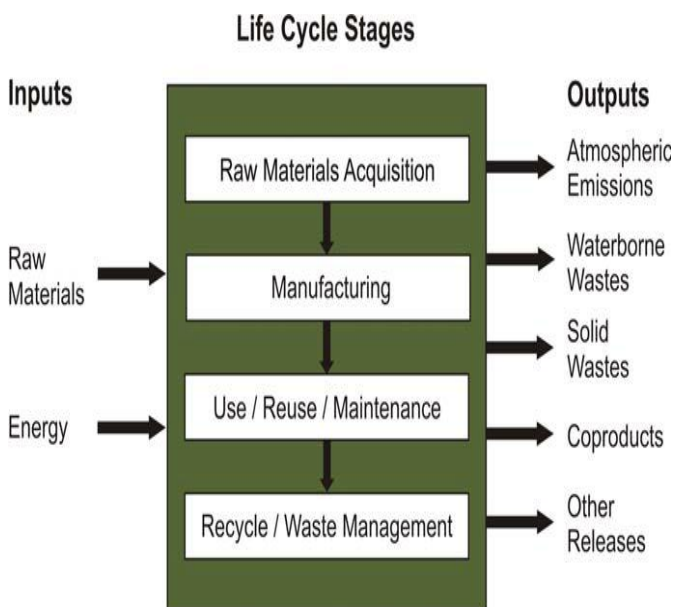 Life Cycle Stages
Inputs
Outputs
Raw Materials Acquisition
Atmospheric
Emissions
Raw
Materials
Manufacturing
Waterborne
Wastes
Solid
Wastes
Energy
Use / Reuse / Maintenance
Coproducts
Recycle / Waste Management
Other
Releases